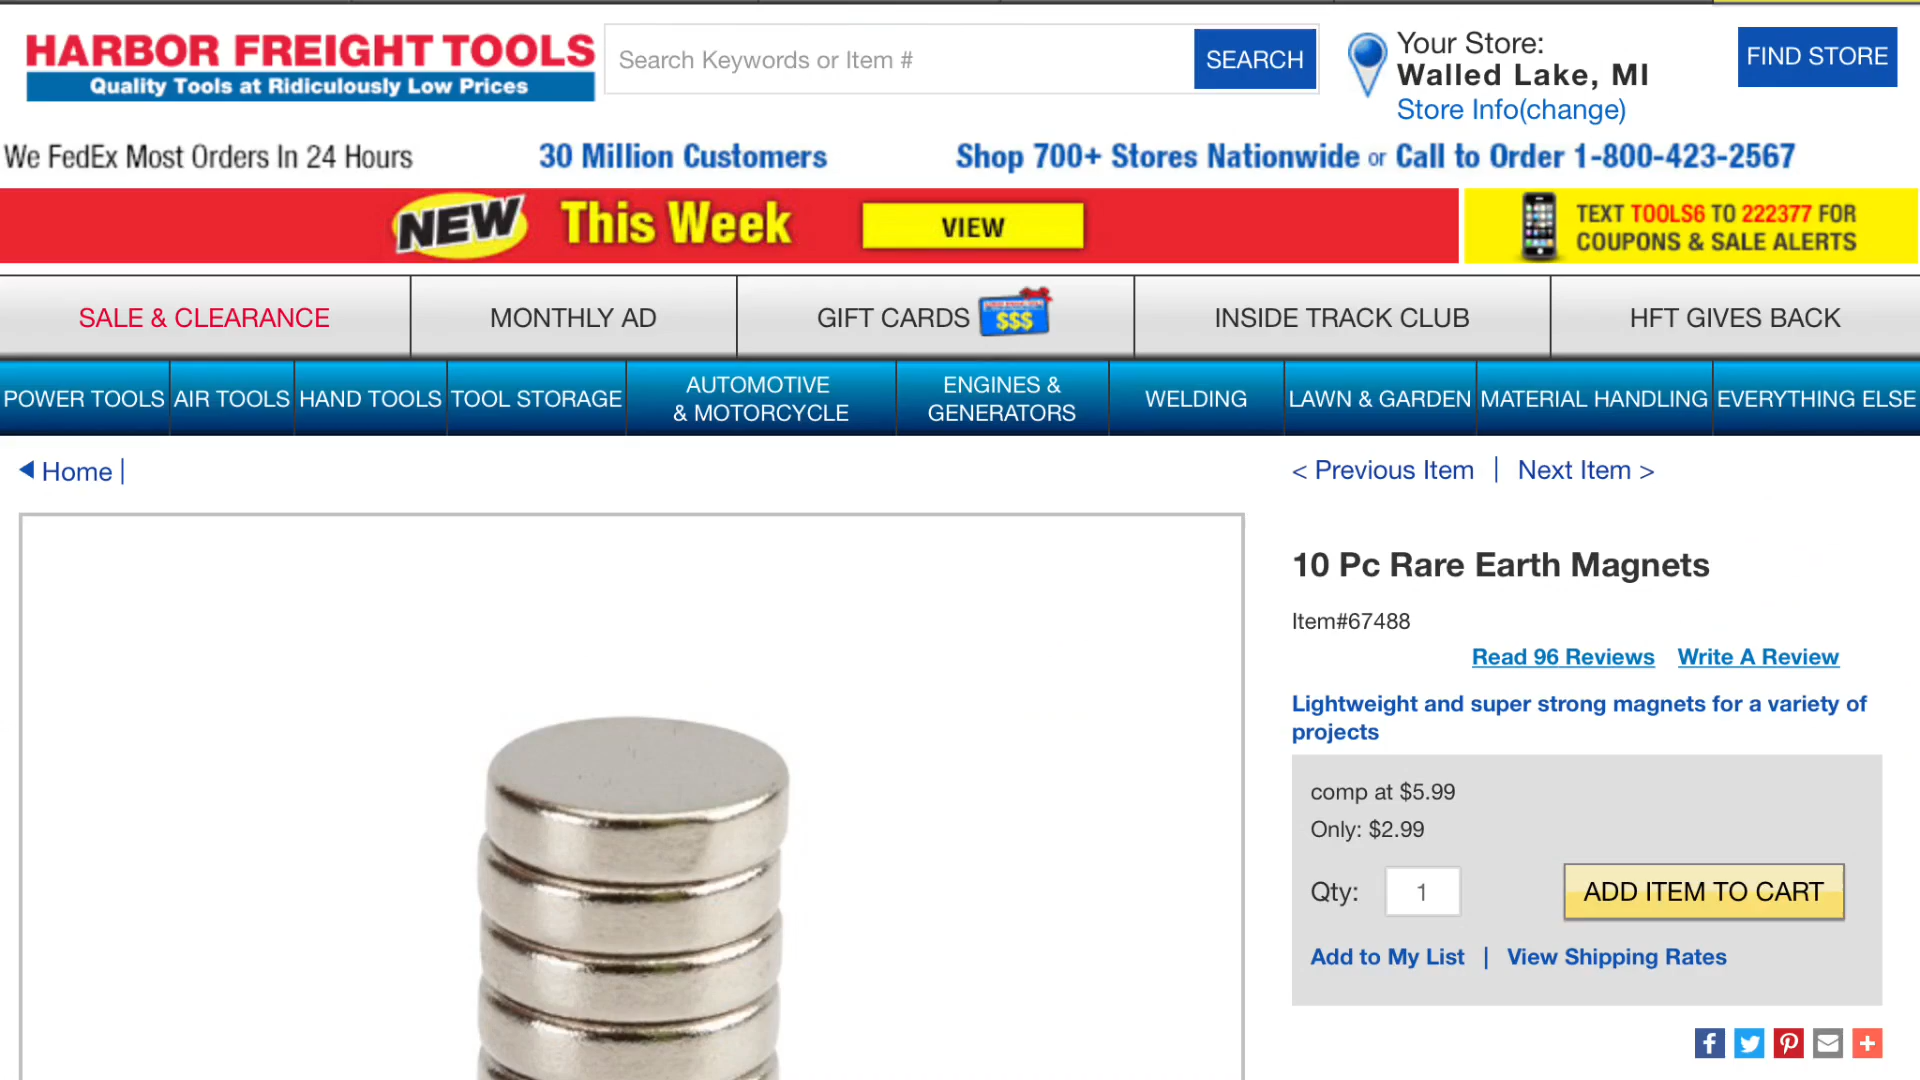 HARBOR FREIGHT TOOLS
Quality Tools at Ridiculously Low Prices
Search Keywords or Item #
SEARCH
Your Store:
Walled Lake, MI
Store Info(change)
FIND STORE
We FedEx Most Orders In 24 Hours
30 Million Customers
Shop 700+ Stores Nationwide or Call to Order 1-800-423-2567
NEW This Week
VIEW
TEXT TOOLS6 TO 222377 FOR
COUPONS & SALE ALERTS
SALE & CLEARANCE
MONTHLY AD
GIFT CARDS
$$$
INSIDE TRACK CLUB
HFT GIVES BACK
POWER TOOLS
AIR TOOLS
HAND TOOLS
TOOL STORAGE
AUTOMOTIVE
& MOTORCYCLE
ENGINES &
GENERATORS
WELDING
LAWN & GARDEN
MATERIAL HANDLING
EVERYTHING ELSE
Home |
< Previous Item | Next Item >
10 Pc Rare Earth Magnets
Item#67488
Read 96 Reviews Write A Review
Lightweight and super strong magnets for a variety of
projects
comp at $5.99
Only: $2.99
Qty: 1
ADD ITEM TO CART
Add to My List | View Shipping Rates